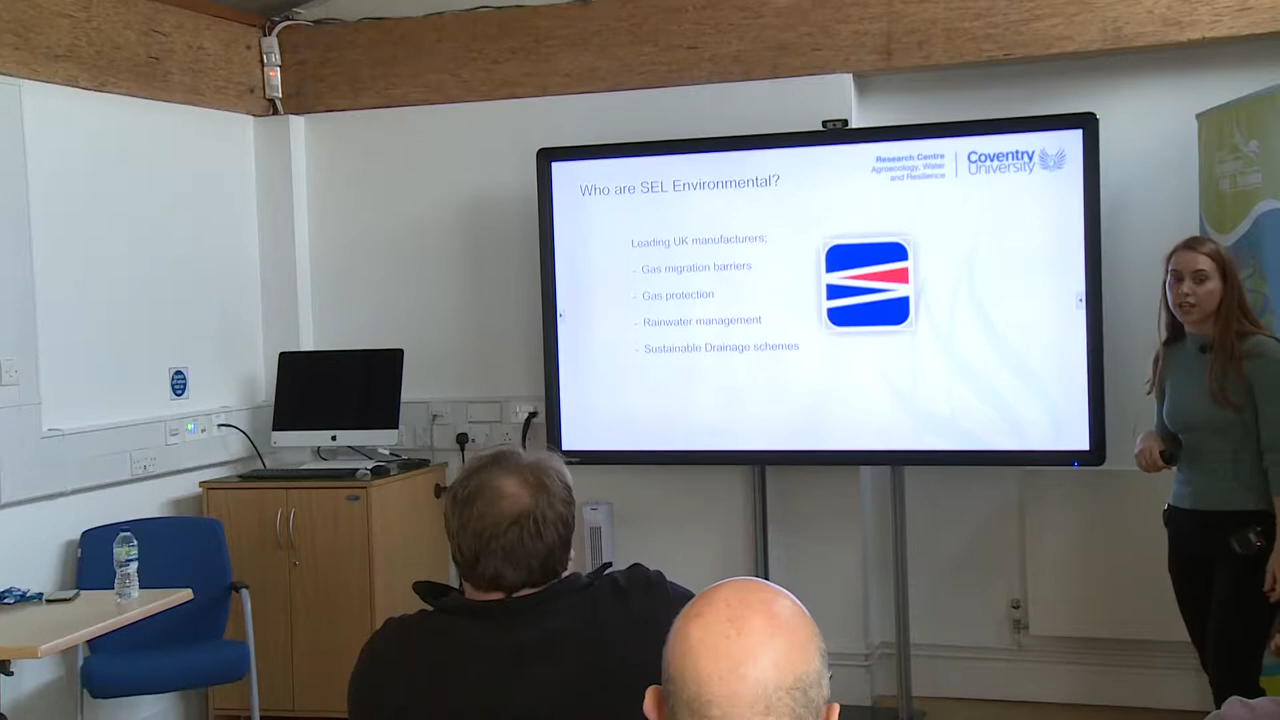 Research Centre
Agroecology, Water
and Resilience
Coventry
University
Who are SEL Environmental?
Leading UK manufacturers;
- Gas migration barriers
- Gas protection
- Rainwater management
- Sustainable Drainage schemes